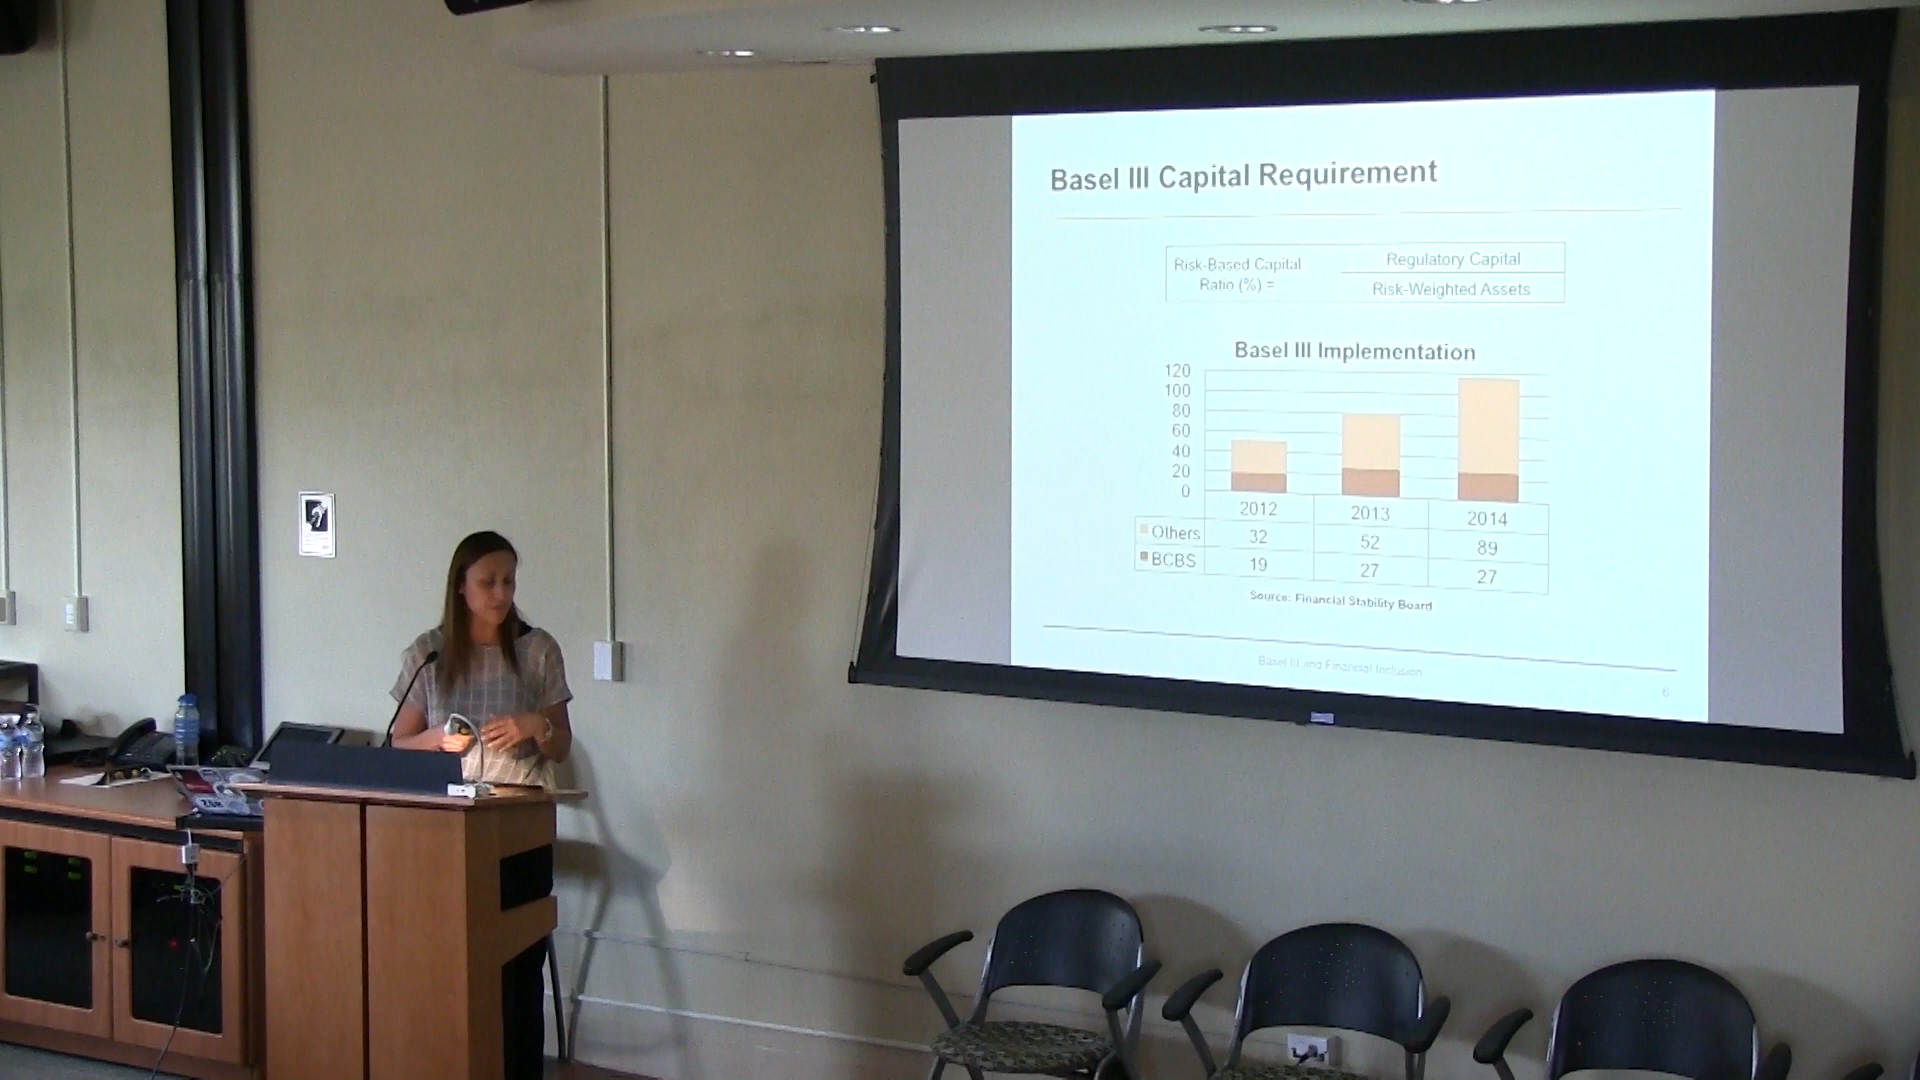 Basel III Capital Requirement
Risk-Based Capital
Ratio (%) =
Regulatory Capital
Risk-Weighted Assets
Basel III Implementation
120
100
80
60
40
20
0
2012 2013 2014
Others 32 52 89
BCBS 19 27 27
Source: Financial Stability Board
Basel III and Financial Inclusion
6